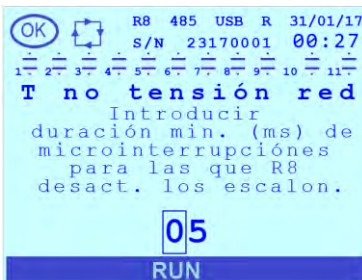 OK R8 485 USB R 31/01/17
S/N 23170001 00:27
1 2 3 4 5 6 7 8 9 10 11
T no tensión red
Introducir
duración min. (ms) de
microinterrupciónes
para las que R8
desact. los escalon.
05
RUN